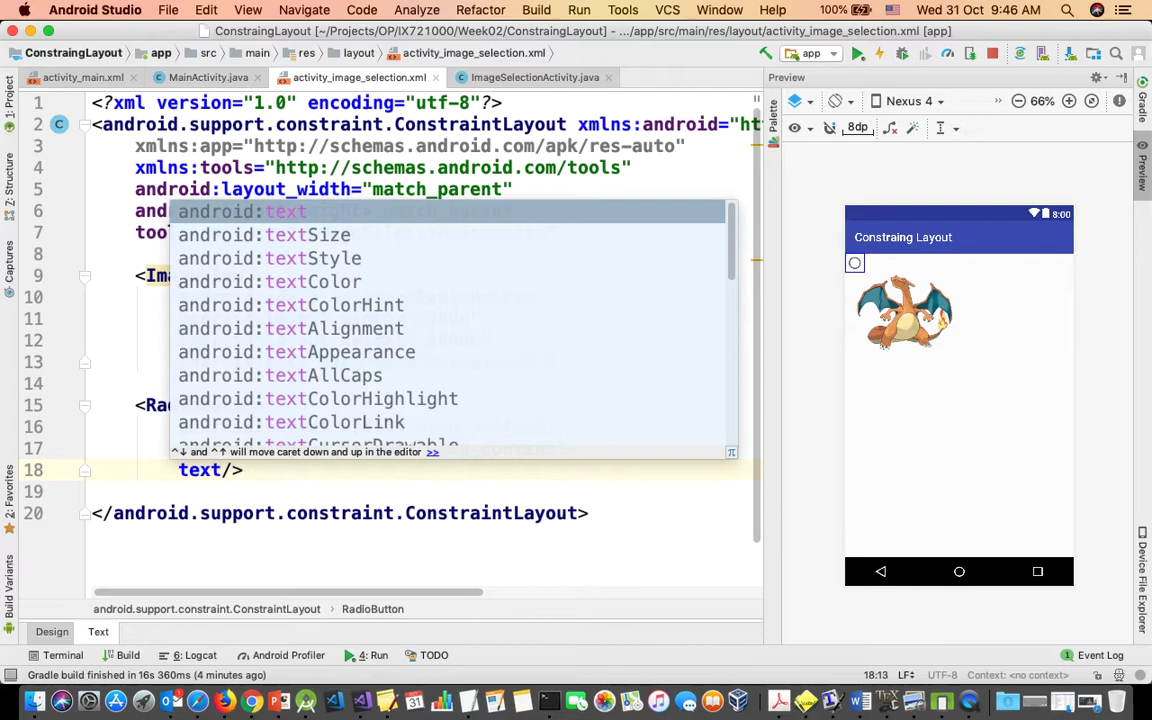 Android Studio File Edit View Navigate Code Analyze Refactor Build Run Tools VCS Window Help 100% Wed 31 Oct 9:46 AM
ConstraingLayout [~/Projects/OP/IX721000/Week02/ConstraingLayout] - .../app/src/main/res/layout/activity_image_selection.xml [app]
ConstraingLayout app src main res layout activity_image_selection.xml app
activity_main.xml MainActivity.java activity_image_selection.xml ImageSelectionActivity.java Preview
Nexus 4 66%
8dp
1 <?xml version="1.0" encoding="utf-8"?>
2 <android.support.constraint.ConstraintLayout xmlns:android="ht
3 xmlns:app="http://schemas.android.com/apk/res-auto"
4 xmlns:tools="http://schemas.android.com/tools"
5 android:layout_width="match_parent"
6 and
7 too
8
9 <Ima
10
11
12
13
14
15 <Rad
16
17
18 text/>
19
20 </android.support.constraint.ConstraintLayout>
android:text
android:textSize
android:textStyle
android:textColor
android:textColorHint
android:textAlignment
android:textAppearance
android:textAllCaps
android:textColorHighlight
android:textColorLink
android:textCursorDrawable
^↓ and ^↑ will move caret down and up in the editor >>
π
8:00
Constraing Layout
1: Project
7: Structure
Captures
2: Favorites
Build Variants
Palette
Gradle
Preview
Device File Explorer
android.support.constraint.ConstraintLayout › RadioButton
Design Text
Terminal Build 6: Logcat Android Profiler 4: Run TODO Event Log
Gradle build finished in 16s 360ms (4 minutes ago) 18:13 LF UTF-8 Context: <no context>